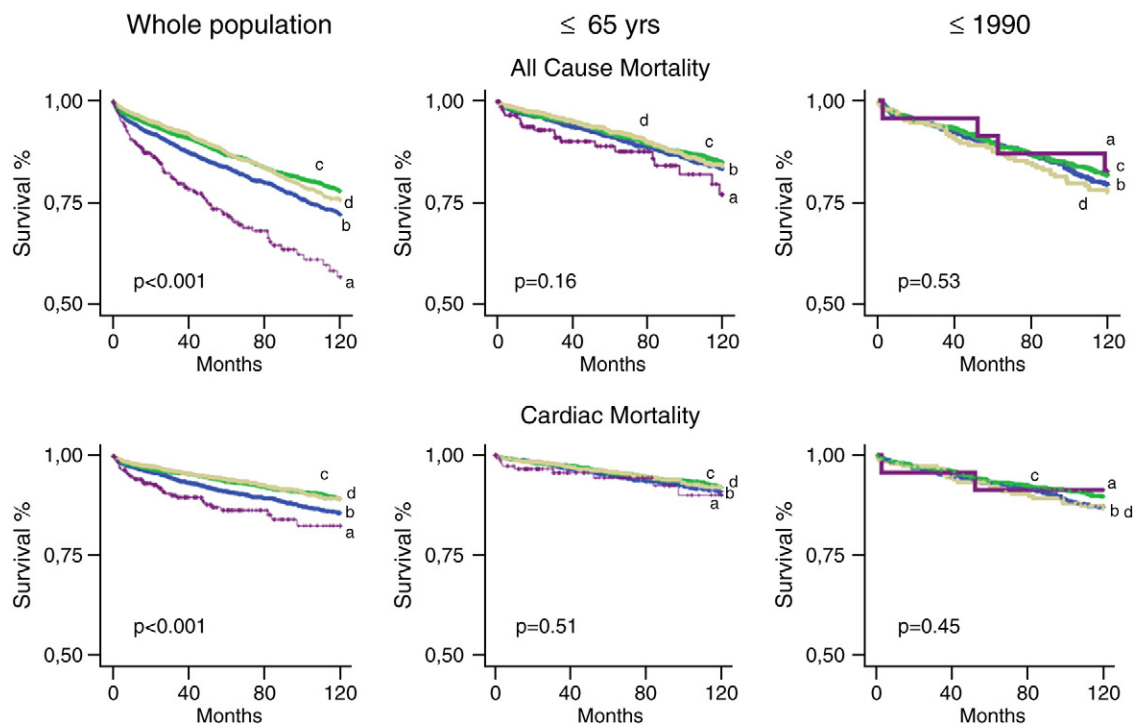 Whole population
≤ 65 yrs
≤ 1990
All Cause Mortality
Survival %
1,00
0,75
0,50
c
d
b
a
p<0.001
0 40 80 120
Months
Survival %
1,00
0,75
0,50
d
c
b
a
p=0.16
0 40 80 120
Months
Survival %
1,00
0,75
0,50
a
c
b
d
p=0.53
0 40 80 120
Months
Cardiac Mortality
Survival %
1,00
0,75
0,50
c
d
b
a
p<0.001
0 40 80 120
Months
Survival %
1,00
0,75
0,50
c
d
b
a
p=0.51
0 40 80 120
Months
Survival %
1,00
0,75
0,50
c
a
b d
p=0.45
0 40 80 120
Months